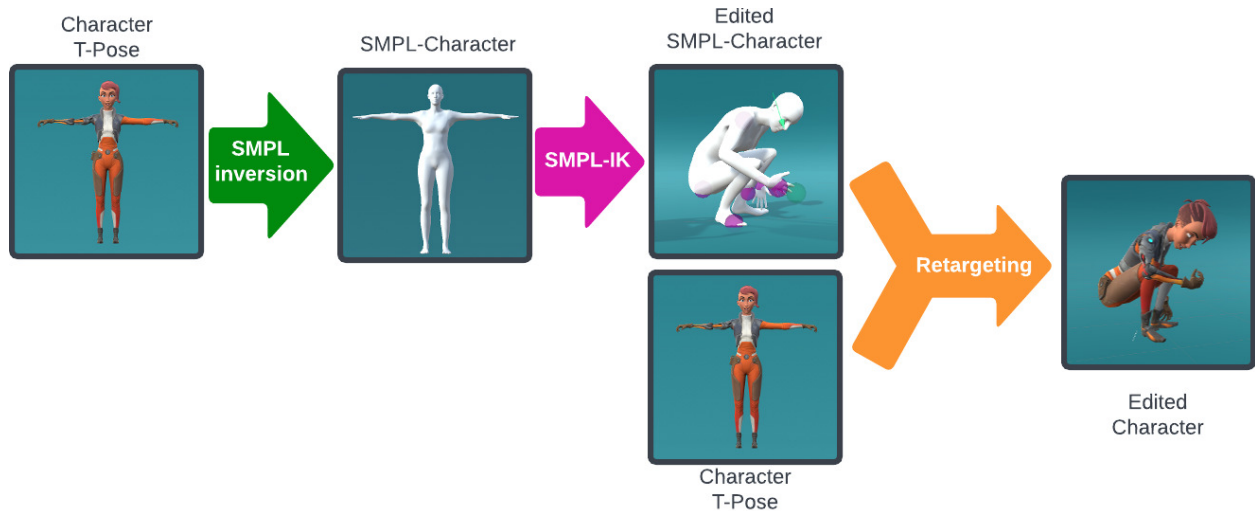 Character
T-Pose
SMPL
inversion
SMPL-Character
SMPL-IK
Edited
SMPL-Character
Character
T-Pose
Retargeting
Edited
Character